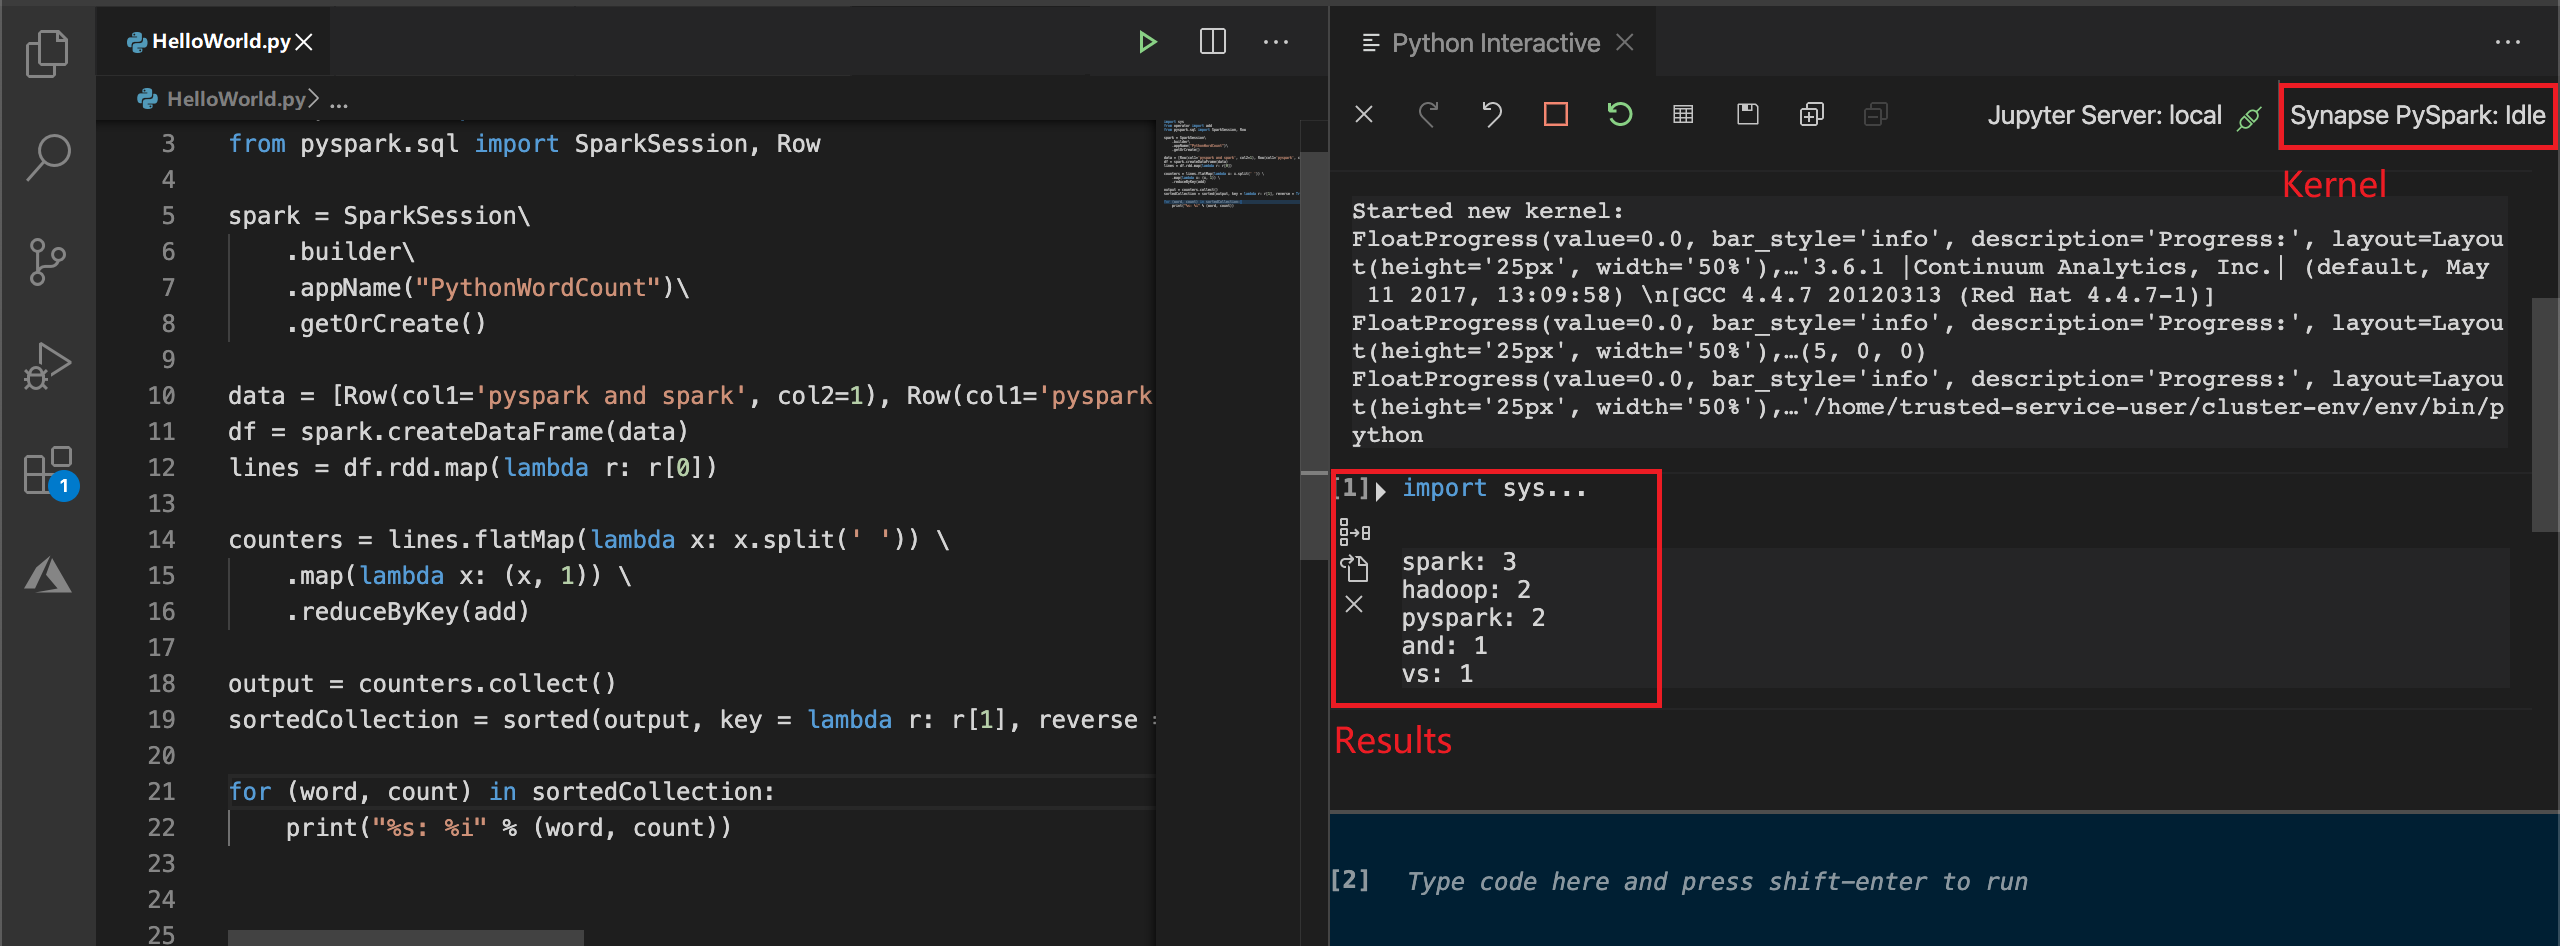 HelloWorld.py
HelloWorld.py> ...
3 from pyspark.sql import SparkSession, Row
4
5 spark = SparkSession\
6 .builder\
7 .appName("PythonWordCount")\
8 .getOrCreate()
9
10 data = [Row(col1='pyspark and spark', col2=1), Row(col1='pyspark
11 df = spark.createDataFrame(data)
12 lines = df.rdd.map(lambda r: r[0])
13
14 counters = lines.flatMap(lambda x: x.split(' ')) \
15 .map(lambda x: (x, 1)) \
16 .reduceByKey(add)
17
18 output = counters.collect()
19 sortedCollection = sorted(output, key = lambda r: r[1], reverse =
20
21 for (word, count) in sortedCollection:
22 print("%s: %i" % (word, count))
23
24
25
1
Python Interactive
Jupyter Server: local
Synapse PySpark: Idle
Kernel
Started new kernel:
FloatProgress(value=0.0, bar_style='info', description='Progress:', layout=Layou
t(height='25px', width='50%'),…'3.6.1 |Continuum Analytics, Inc.| (default, May
11 2017, 13:09:58) \n[GCC 4.4.7 20120313 (Red Hat 4.4.7-1)]
FloatProgress(value=0.0, bar_style='info', description='Progress:', layout=Layou
t(height='25px', width='50%'),…(5, 0, 0)
FloatProgress(value=0.0, bar_style='info', description='Progress:', layout=Layou
t(height='25px', width='50%'),…'/home/trusted-service-user/cluster-env/env/bin/p
ython
[1] import sys...
spark: 3
hadoop: 2
pyspark: 2
and: 1
vs: 1
Results
[2] Type code here and press shift-enter to run